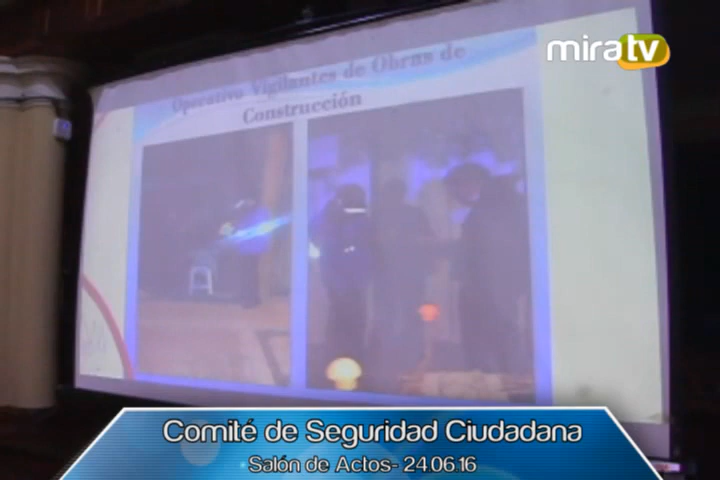 miratv
Operativo Vigilantes de Obras de
Construcción
Comité de Seguridad Ciudadana
Salón de Actos- 24.06.16